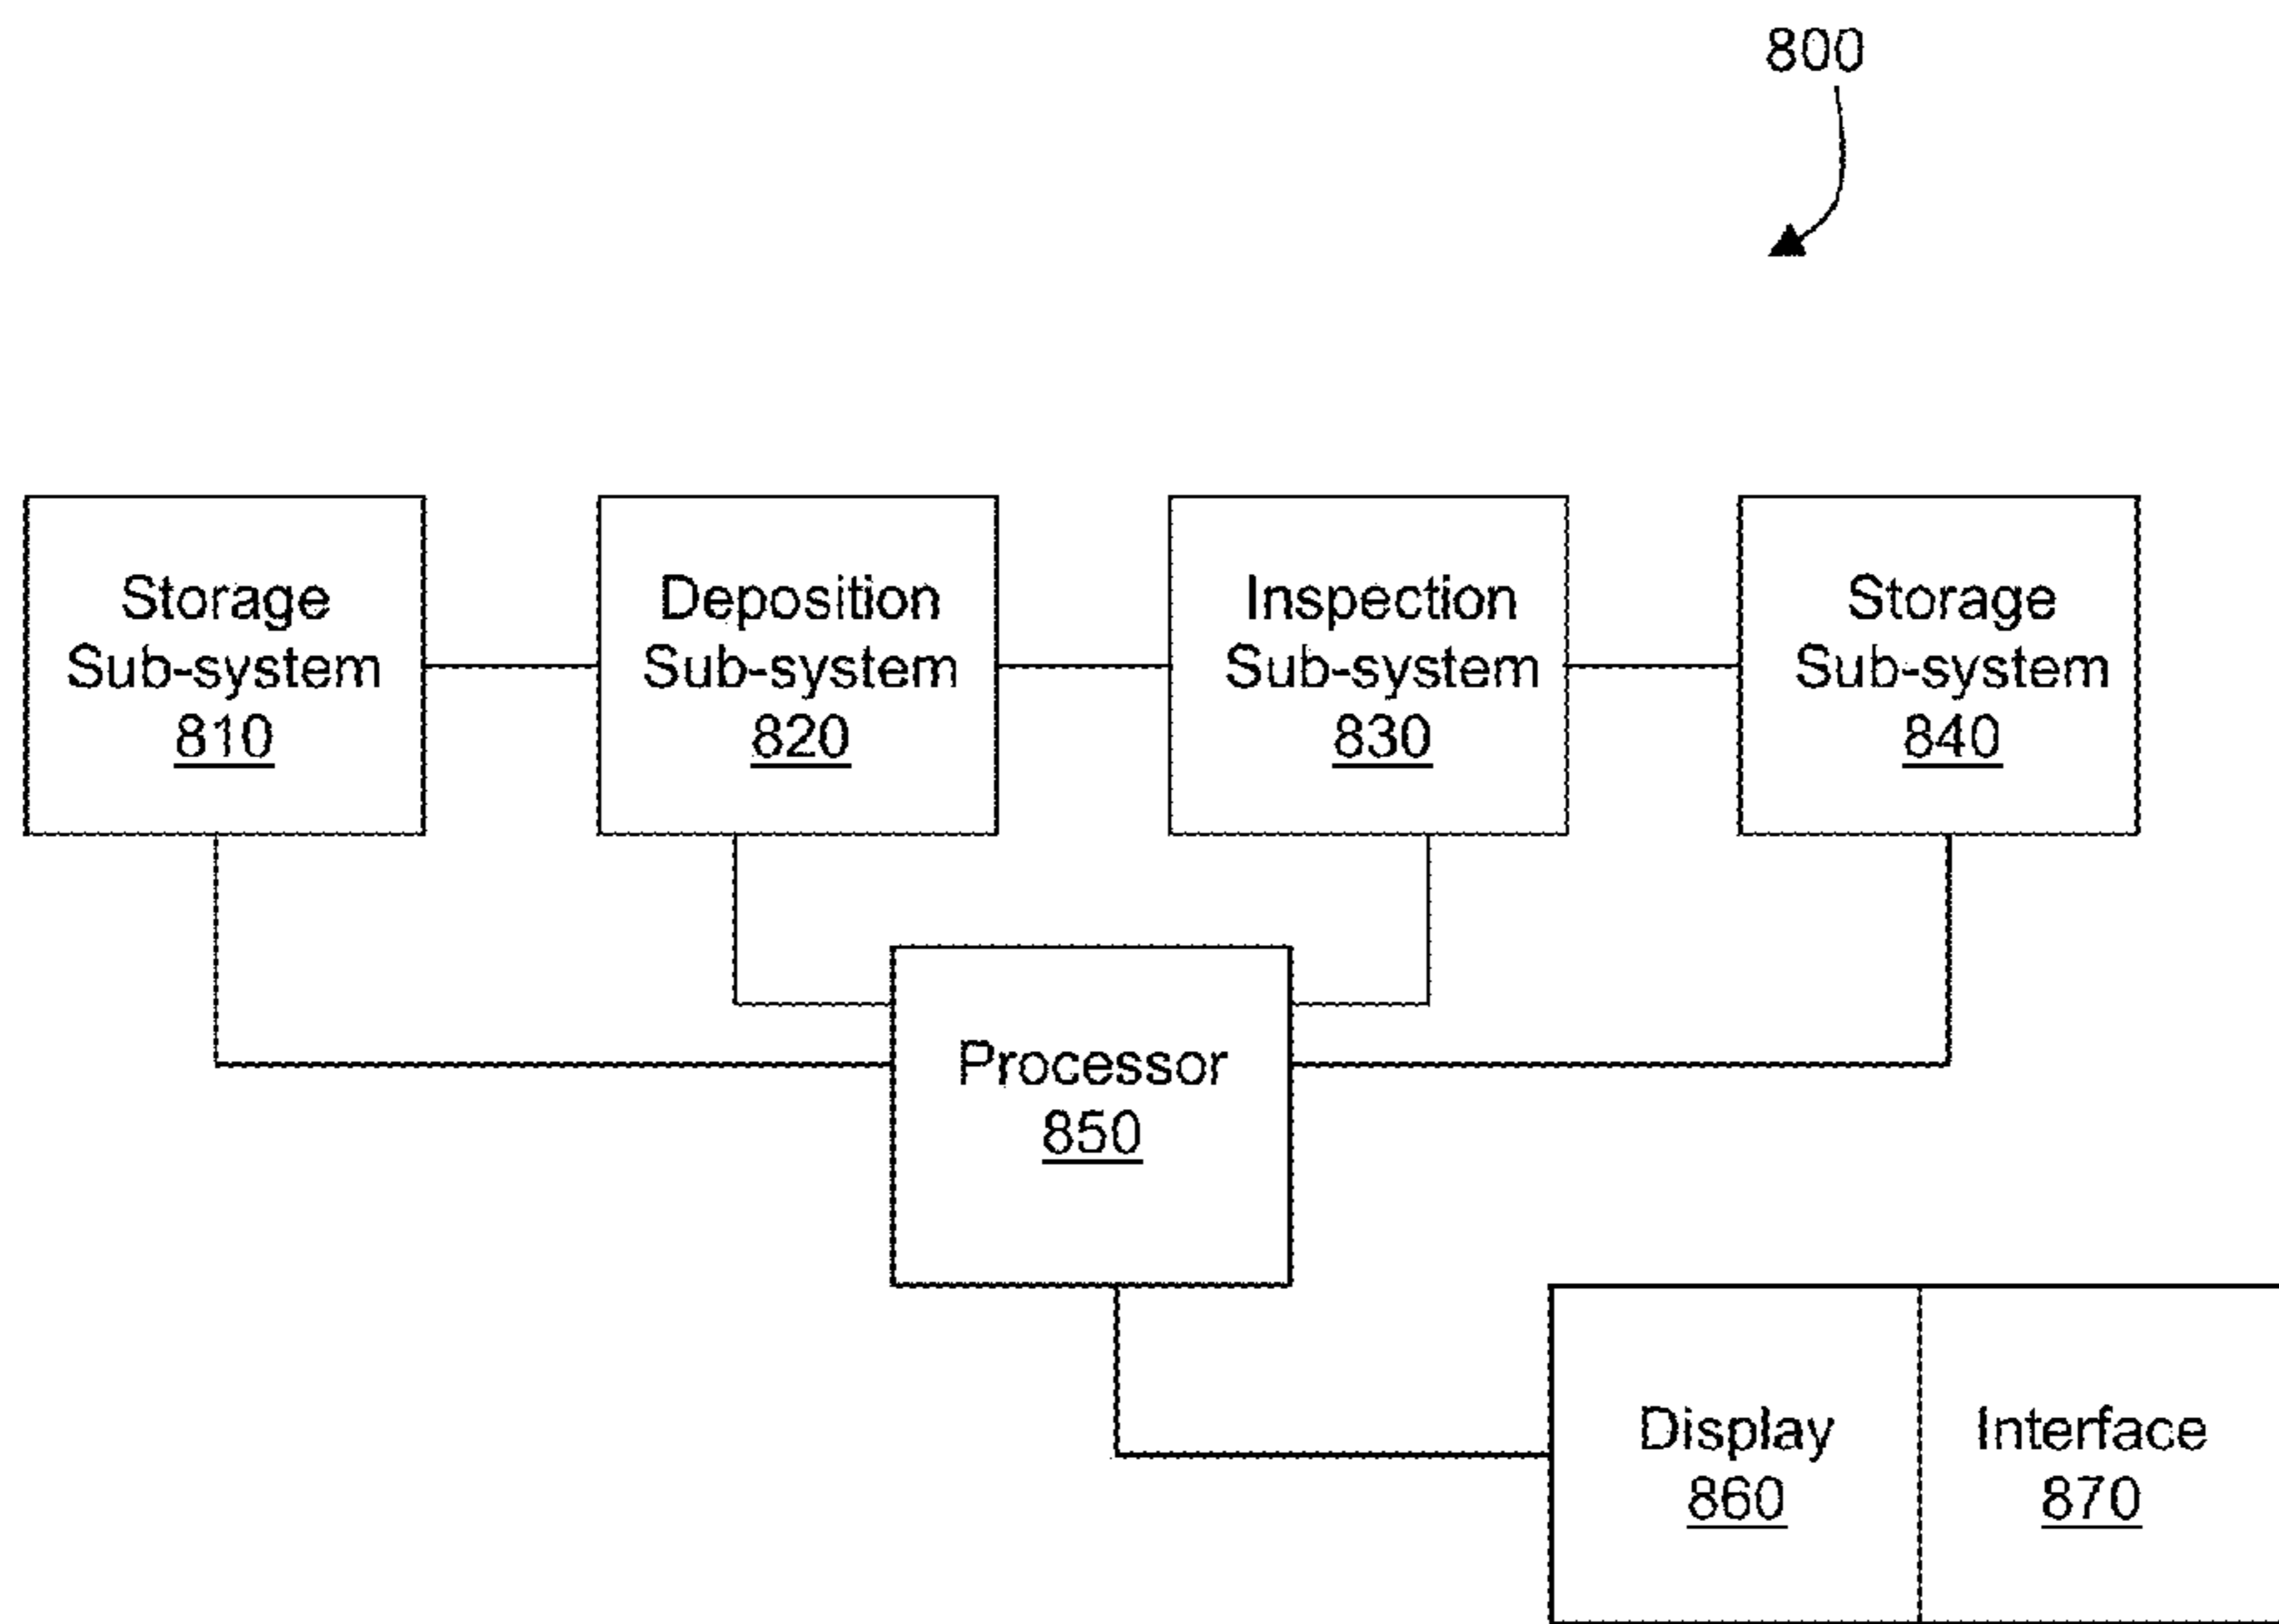 800
Storage
Sub-system
810
Deposition
Sub-system
820
Inspection
Sub-system
830
Storage
Sub-system
840
Processor
850
Display
860
Interface
870